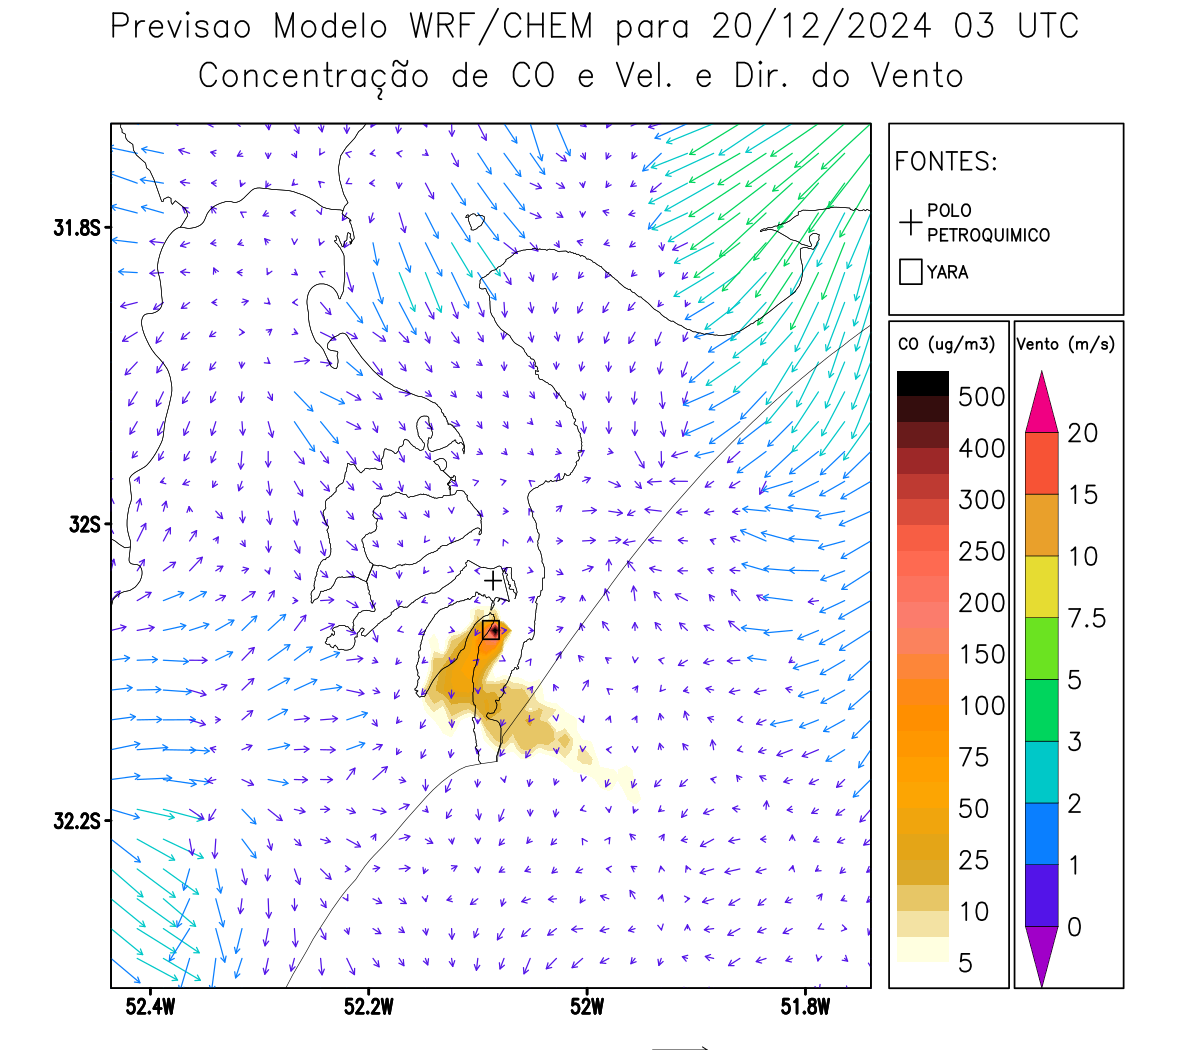 Previsao Modelo WRF/CHEM para 20/12/2024 03 UTC
Concentração de CO e Vel. e Dir. do Vento
FONTES:
POLO
PETROQUIMICO
YARA
CO (ug/m3)
500
400
300
250
200
150
100
75
50
25
10
5
Vento (m/s)
20
15
10
7.5
5
3
2
1
0
31.8S
32S
32.2S
52.4W
52.2W
52W
51.8W